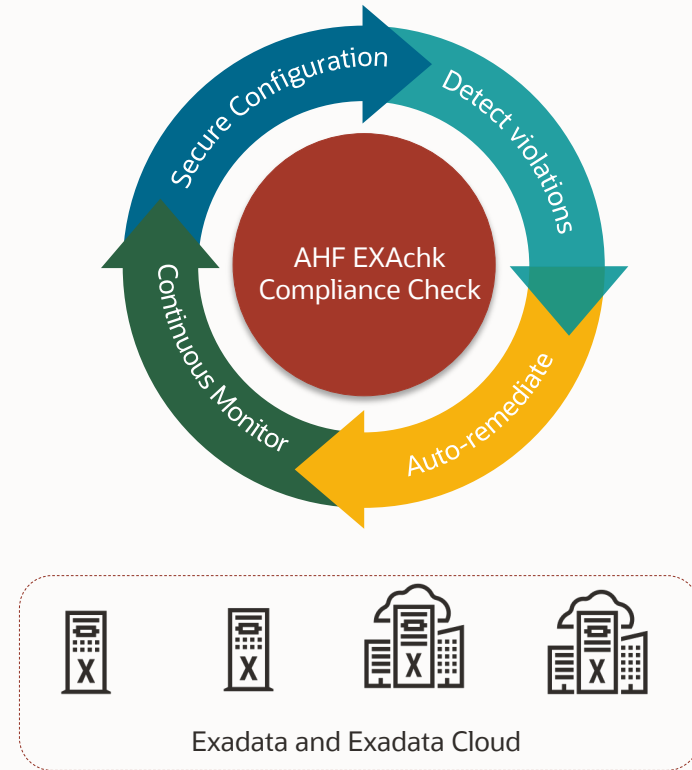 Secure Configuration
Detect violations
AHF EXAchk
Compliance Check
Continuous Monitor
Auto-remediate
X
X
X
X
Exadata and Exadata Cloud